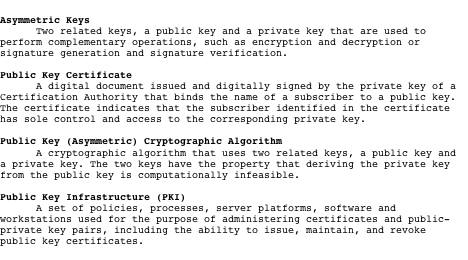 Asymmetric Keys
Two related keys, a public key and a private key that are used to
perform complementary operations, such as encryption and decryption or
signature generation and signature verification.
Public Key Certificate
A digital document issued and digitally signed by the private key of a
Certification Authority that binds the name of a subscriber to a public key.
The certificate indicates that the subscriber identified in the certificate
has sole control and access to the corresponding private key.
Public Key (Asymmetric) Cryptographic Algorithm
A cryptographic algorithm that uses two related keys, a public key and
a private key. The two keys have the property that deriving the private key
from the public key is computationally infeasible.
Public Key Infrastructure (PKI)
A set of policies, processes, server platforms, software and
workstations used for the purpose of administering certificates and public-
private key pairs, including the ability to issue, maintain, and revoke
public key certificates.